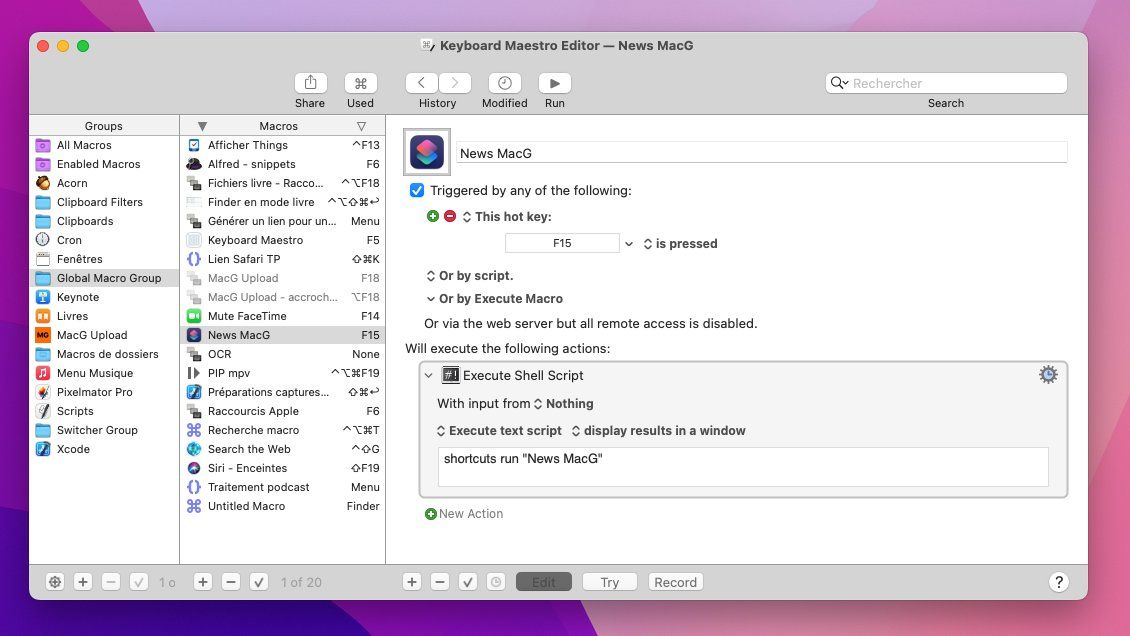 Keyboard Maestro Editor — News MacG
Share
Used
History
Modified
Run
Rechercher
Search
Groups
All Macros
Enabled Macros
Acorn
Clipboard Filters
Clipboards
Cron
Fenêtres
Global Macro Group
Keynote
Livres
MacG Upload
Macros de dossiers
Menu Musique
Pixelmator Pro
Scripts
Switcher Group
Xcode
Macros
Afficher Things ^F13
Alfred - snippets F6
Fichiers livre - Racco... ^⌥F18
Finder en mode livre ^⌥⇧⌘↩
Générer un lien pour un... Menu
Keyboard Maestro F5
Lien Safari TP ⇧⌘K
MacG Upload F18
MacG Upload - accroch... ⌥F18
Mute FaceTime F14
News MacG F15
OCR None
PIP mpv ^⌥⌘F19
Préparations captures... ⇧⌘↩
Raccourcis Apple F6
Recherche macro ^⌥⌘T
Search the Web ^⇧G
Siri - Enceintes ⇧F19
Traitement podcast Menu
Untitled Macro Finder
News MacG
Triggered by any of the following:
This hot key:
F15 is pressed
Or by script.
Or by Execute Macro
Or via the web server but all remote access is disabled.
Will execute the following actions:
#! Execute Shell Script
With input from Nothing
Execute text script display results in a window
shortcuts run "News MacG"
New Action
1 o
1 of 20
Edit
Try
Record
?